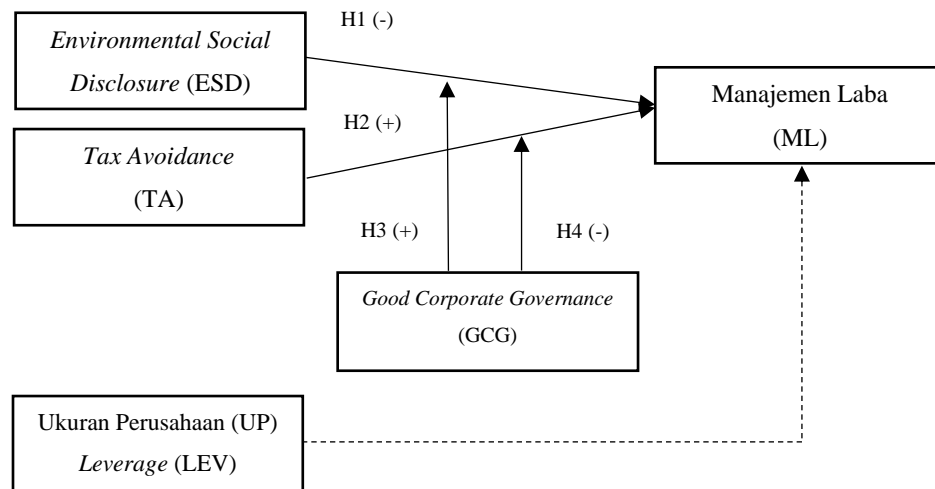 H1 (-)
Environmental Social
Disclosure (ESD)
Manajemen Laba
(ML)
H2 (+)
Tax Avoidance
(TA)
H3 (+)
H4 (-)
Good Corporate Governance
(GCG)
Ukuran Perusahaan (UP)
Leverage (LEV)